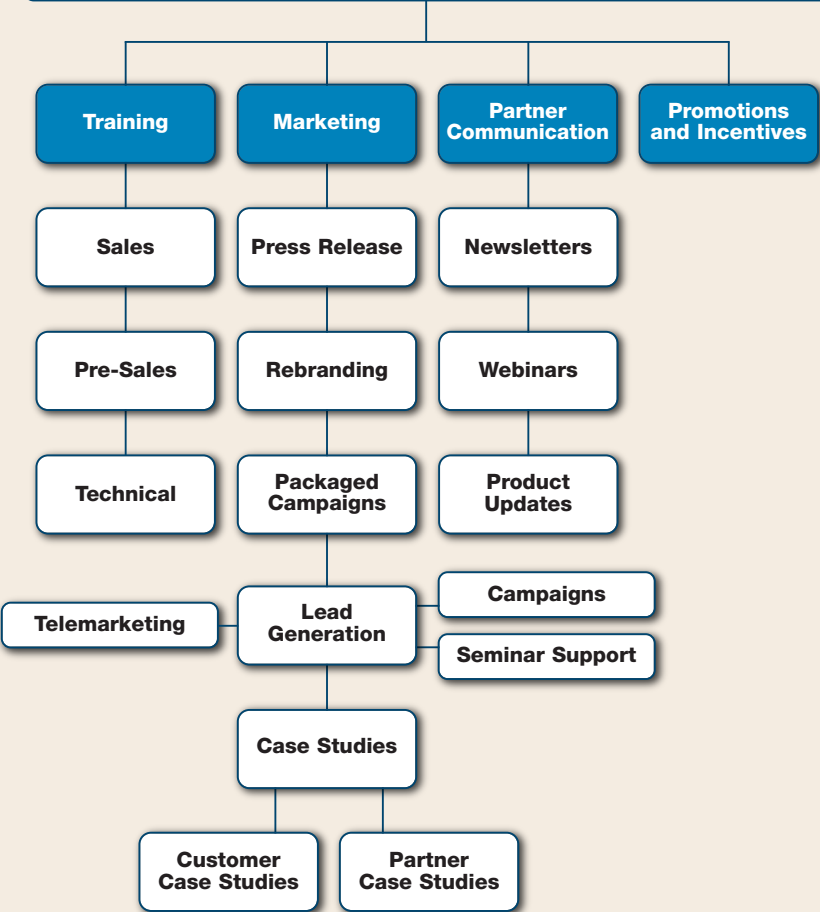 Training
Marketing
Partner
Communication
Promotions
and Incentives
Sales
Press Release
Newsletters
Pre-Sales
Rebranding
Webinars
Technical
Packaged
Campaigns
Product
Updates
Telemarketing
Lead
Generation
Campaigns
Seminar Support
Case Studies
Customer
Case Studies
Partner
Case Studies